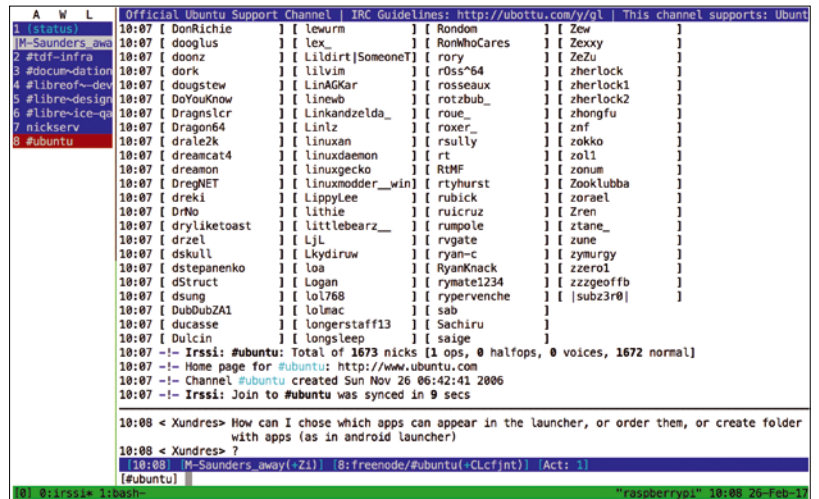 A W L
1 (status)
|M-Saunders_awa
2 #tdf-infra
3 #docum~dation
4 #libreof~-dev
5 #libre~design
6 #libre~ice-qa
7 nickserv
8 #ubuntu
Official Ubuntu Support Channel | IRC Guidelines: http://ubottu.com/y/gl | This channel supports: Ubunt
10:07 [ DonRichie ] [ lewurm ] [ Rondom ] [ Zew ]
10:07 [ dooglus ] [ lex_ ] [ RonWhoCares ] [ Zexxy ]
10:07 [ doonz ] [ Lildirt|SomeoneT] [ rory ] [ ZeZu ]
10:07 [ dork ] [ lilvim ] [ r0ss^64 ] [ zherlock ]
10:07 [ dougstew ] [ LinAGKar ] [ rosseaux ] [ zherlock1 ]
10:07 [ DoYouKnow ] [ linewb ] [ rotzbub_ ] [ zherlock2 ]
10:07 [ Dragnslcr ] [ Linkandzelda_ ] [ roue_ ] [ zhongfu ]
10:07 [ Dragon64 ] [ Linlz ] [ roxer_ ] [ znf ]
10:07 [ drale2k ] [ linuxan ] [ rsully ] [ zokko ]
10:07 [ dreamcat4 ] [ linuxdaemon ] [ rt ] [ zol1 ]
10:07 [ dreamon ] [ linuxgecko ] [ RtMF ] [ zonum ]
10:07 [ DregNET ] [ linuxmodder__win] [ rtyhurst ] [ Zooklubba ]
10:07 [ dreki ] [ LippyLee ] [ rubick ] [ zorael ]
10:07 [ DrNo ] [ lithie ] [ ruicruz ] [ Zren ]
10:07 [ dryliketoast ] [ littlebearz__ ] [ rumpole ] [ ztane_ ]
10:07 [ drzel ] [ LjL ] [ rvgate ] [ zune ]
10:07 [ dskull ] [ Lkydiruw ] [ ryan-c ] [ zymurgy ]
10:07 [ dstepanenko ] [ loa ] [ RyanKnack ] [ zzero1 ]
10:07 [ dStruct ] [ Logan ] [ rymate1234 ] [ zzzgeoffb ]
10:07 [ dsung ] [ lol768 ] [ rypervenche ] [ |subz3r0| ]
10:07 [ DubDubZA1 ] [ lolmac ] [ sab ]
10:07 [ ducasse ] [ longerstaff13 ] [ Sachiru ]
10:07 [ Dulcin ] [ longsleep ] [ saige ]
10:07 -!- Irssi: #ubuntu: Total of 1673 nicks [1 ops, 0 halfops, 0 voices, 1672 normal]
10:07 -!- Home page for #ubuntu: http://www.ubuntu.com
10:07 -!- Channel #ubuntu created Sun Nov 26 06:42:41 2006
10:07 -!- Irssi: Join to #ubuntu was synced in 9 secs
10:08 < Xundres> How can I chose which apps can appear in the launcher, or order them, or create folder
with apps (as in android launcher)
10:08 < Xundres> ?
[10:08] [M-Saunders_away(+Zi)] [8:freenode/#ubuntu(+CLcfjnt)] [Act: 1]
[#ubuntu]
[0] 0:irssi* 1:bash- "raspberrypi" 10:08 26-Feb-17